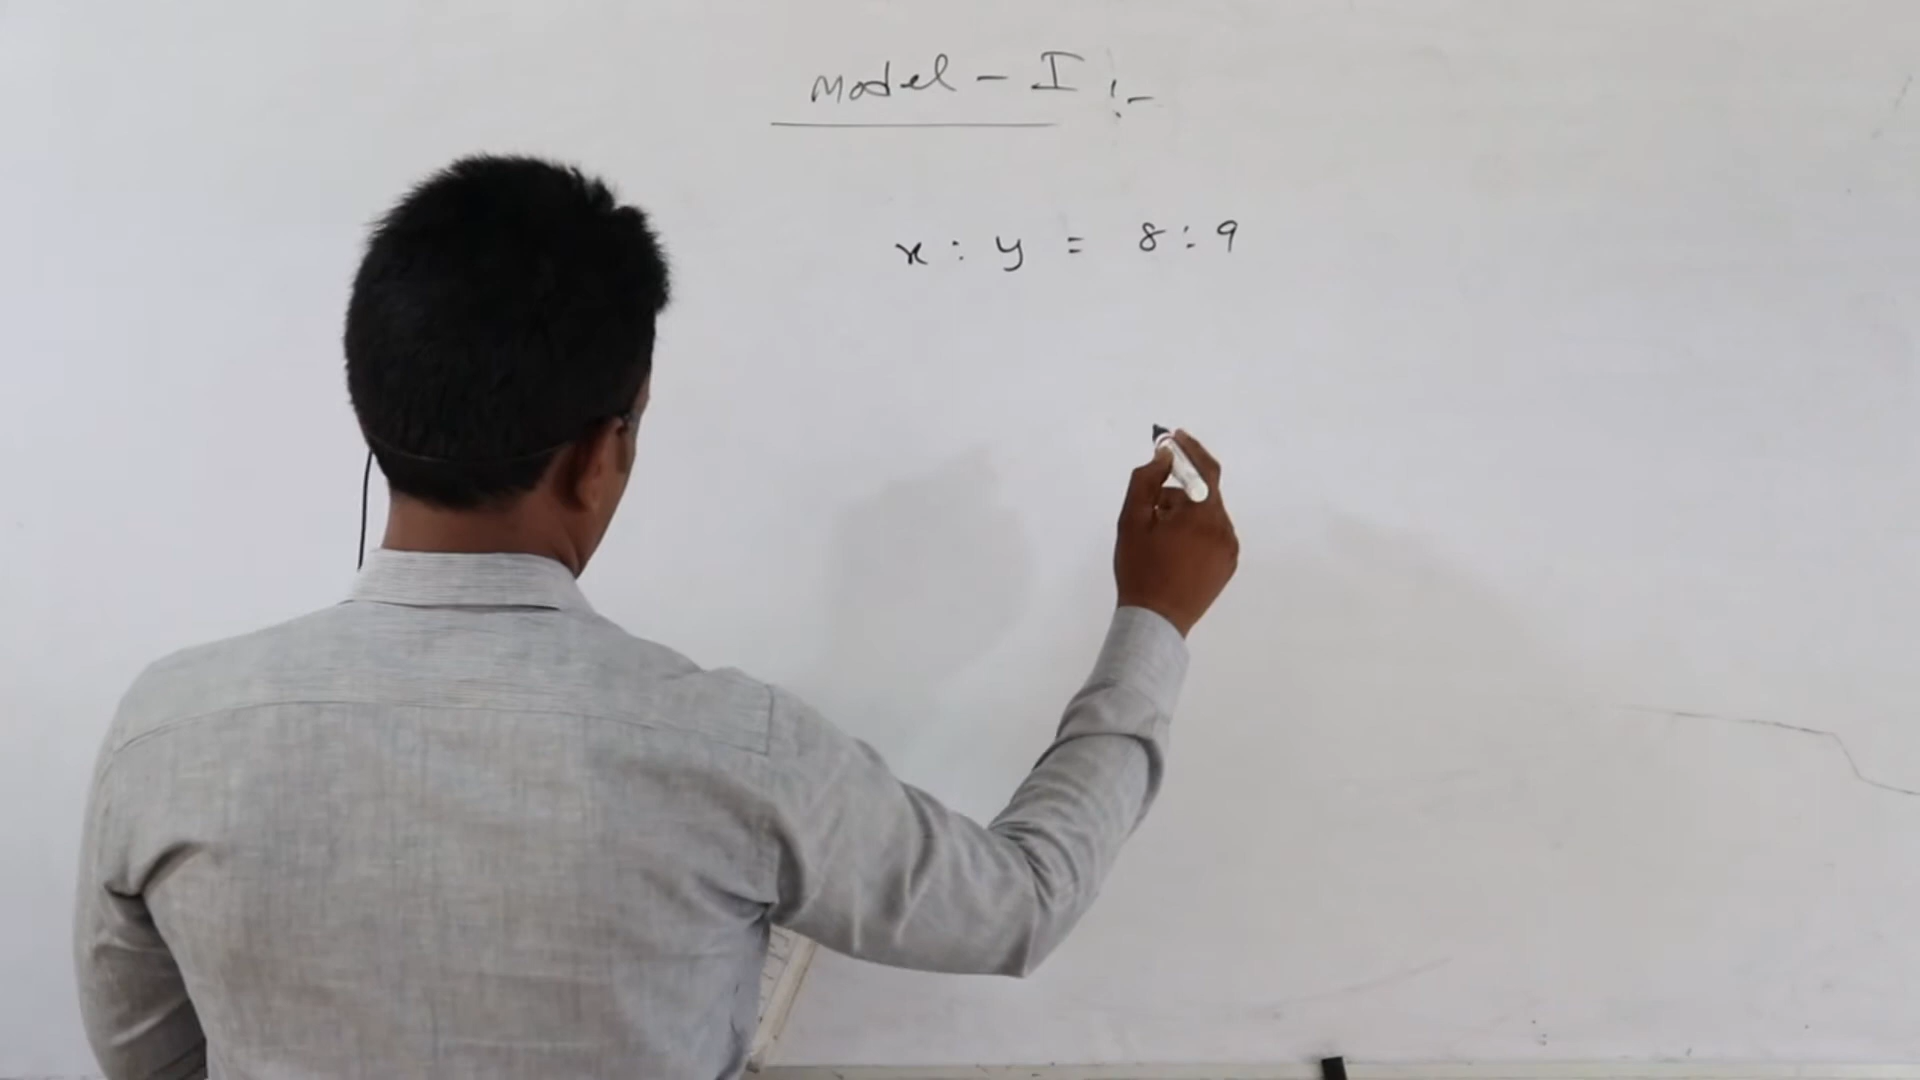 Model - I :-
x : y = 8 : 9